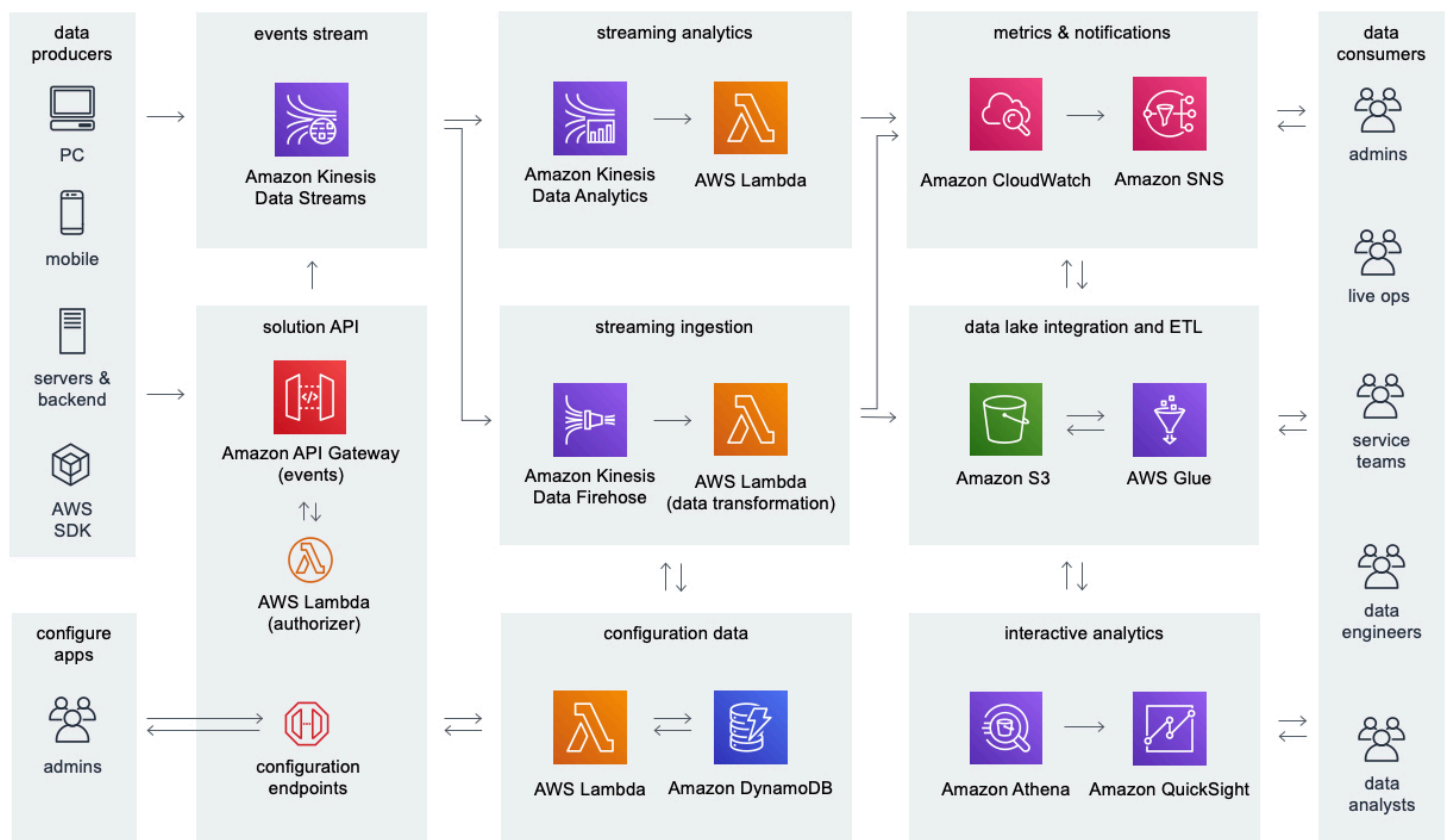 data
producers
PC
mobile
servers &
backend
AWS
SDK
configure
apps
admins
events stream
Amazon Kinesis
Data Streams
solution API
</>
Amazon API Gateway
(events)
AWS Lambda
(authorizer)
configuration
endpoints
streaming analytics
Amazon Kinesis
Data Analytics
AWS Lambda
streaming ingestion
Amazon Kinesis
Data Firehose
AWS Lambda
(data transformation)
configuration data
AWS Lambda
Amazon DynamoDB
metrics & notifications
Amazon CloudWatch
Amazon SNS
data lake integration and ETL
Amazon S3
AWS Glue
interactive analytics
Amazon Athena
Amazon QuickSight
data
consumers
admins
live ops
service
teams
data
engineers
data
analysts